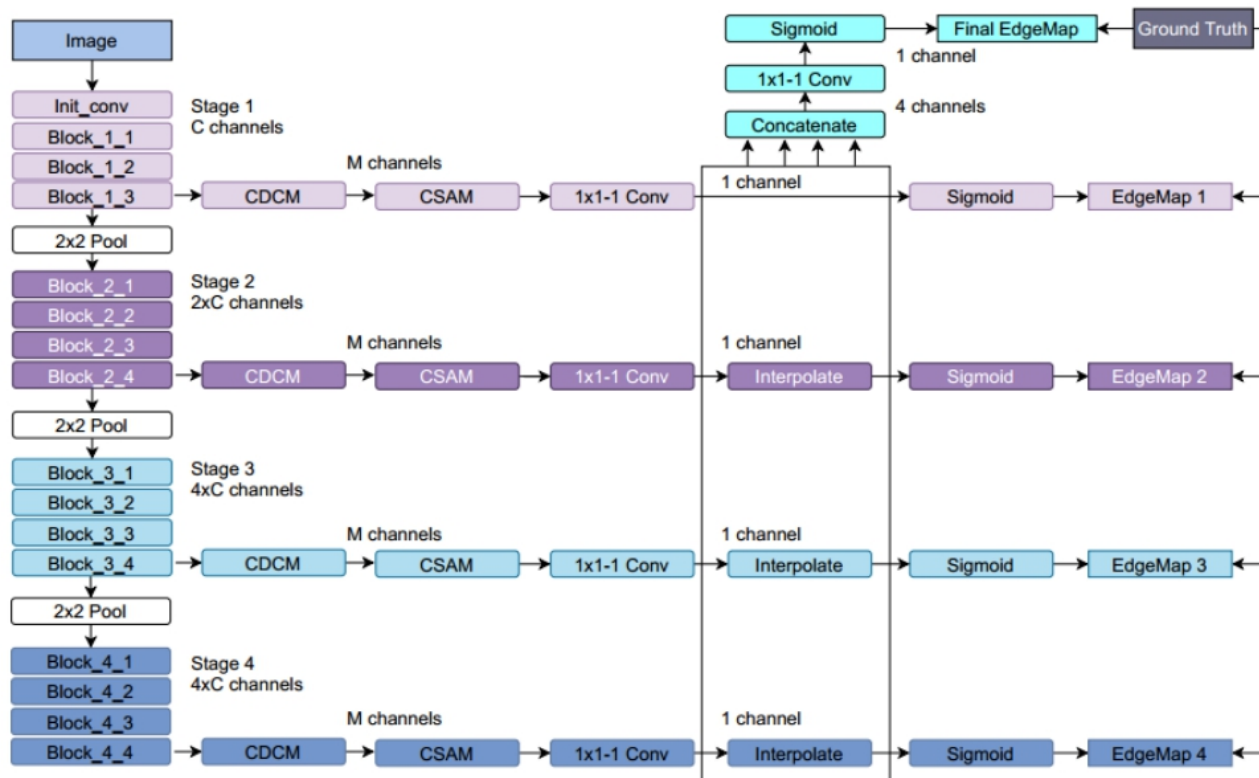 Image
Sigmoid
Final EdgeMap
Ground Truth
1 channel
1x1-1 Conv
4 channels
Concatenate
Init_conv
Stage 1
C channels
Block_1_1
Block_1_2
M channels
1 channel
Block_1_3
CDCM
CSAM
1x1-1 Conv
Sigmoid
EdgeMap 1
2x2 Pool
Block_2_1
Stage 2
2xC channels
Block_2_2
Block_2_3
M channels
1 channel
Block_2_4
CDCM
CSAM
1x1-1 Conv
Interpolate
Sigmoid
EdgeMap 2
2x2 Pool
Block_3_1
Stage 3
4xC channels
Block_3_2
Block_3_3
M channels
1 channel
Block_3_4
CDCM
CSAM
1x1-1 Conv
Interpolate
Sigmoid
EdgeMap 3
2x2 Pool
Block_4_1
Stage 4
4xC channels
Block_4_2
Block_4_3
M channels
1 channel
Block_4_4
CDCM
CSAM
1x1-1 Conv
Interpolate
Sigmoid
EdgeMap 4